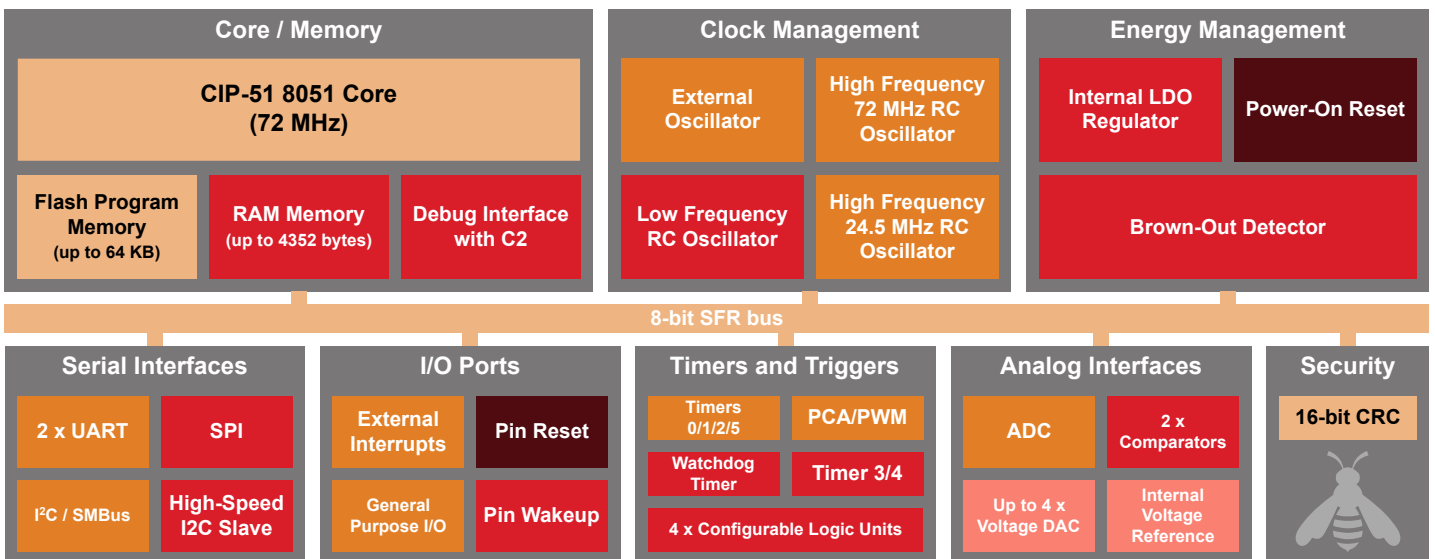 Core / Memory
CIP-51 8051 Core
(72 MHz)
Flash Program
Memory
(up to 64 KB)
RAM Memory
(up to 4352 bytes)
Debug Interface
with C2
Clock Management
External
Oscillator
High Frequency
72 MHz RC
Oscillator
Low Frequency
RC Oscillator
High Frequency
24.5 MHz RC
Oscillator
Energy Management
Internal LDO
Regulator
Power-On Reset
Brown-Out Detector
8-bit SFR bus
Serial Interfaces
2 x UART
SPI
I²C / SMBus
High-Speed
I2C Slave
I/O Ports
External
Interrupts
Pin Reset
General
Purpose I/O
Pin Wakeup
Timers and Triggers
Timers
0/1/2/5
PCA/PWM
Watchdog
Timer
Timer 3/4
4 x Configurable Logic Units
Analog Interfaces
ADC
2 x
Comparators
Up to 4 x
Voltage DAC
Internal
Voltage
Reference
Security
16-bit CRC